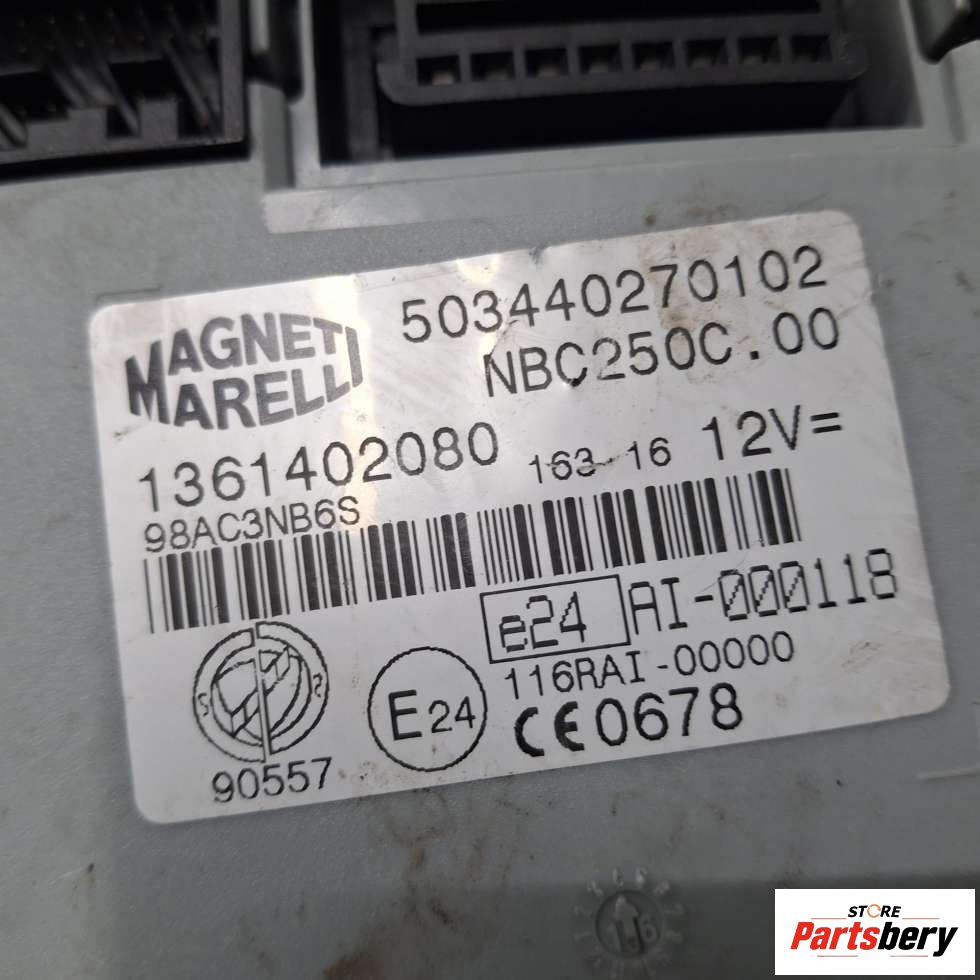 MAGNETI
MARELLI
503440270102
NBC250C.00
1361402080
163 16
12V=
98AC3NB6S
e24
AI-000118
116RAI-00000
E24
CE0678
90557
16
STORE
Partsbery